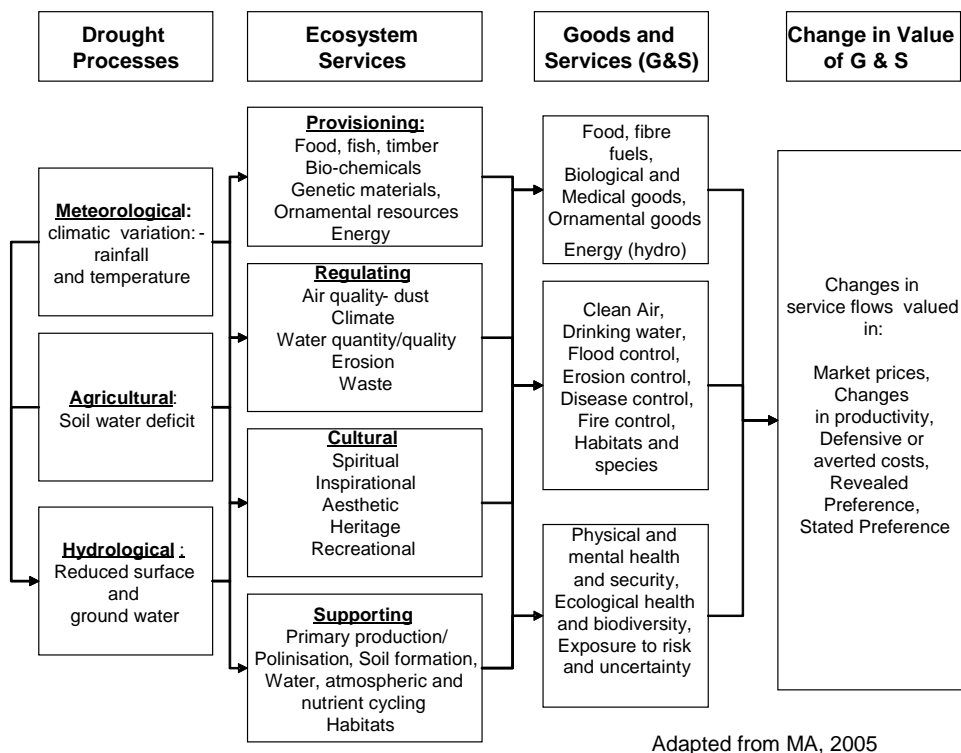 Drought
Processes
Ecosystem
Services
Goods and
Services (G&S)
Change in Value
of G & S
Meteorological:
climatic variation: -
rainfall
and temperature
Agricultural:
Soil water deficit
Hydrological :
Reduced surface
and
ground water
Provisioning:
Food, fish, timber
Bio-chemicals
Genetic materials,
Ornamental resources
Energy
Regulating
Air quality- dust
Climate
Water quantity/quality
Erosion
Waste
Cultural
Spiritual
Inspirational
Aesthetic
Heritage
Recreational
Supporting
Primary production/
Polinisation, Soil formation,
Water, atmospheric and
nutrient cycling
Habitats
Food, fibre
fuels,
Biological and
Medical goods,
Ornamental goods
Energy (hydro)
Clean Air,
Drinking water,
Flood control,
Erosion control,
Disease control,
Fire control,
Habitats and
species
Physical and
mental health
and security,
Ecological health
and biodiversity,
Exposure to risk
and uncertainty
Changes in
service flows valued
in:
Market prices,
Changes
in productivity,
Defensive or
averted costs,
Revealed
Preference,
Stated Preference
Adapted from MA, 2005